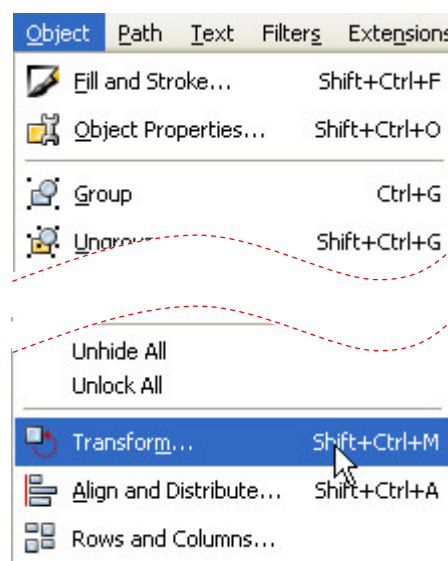 Object Path Text Filters Extensions
Fill and Stroke... Shift+Ctrl+F
Object Properties... Shift+Ctrl+O
Group Ctrl+G
Ungroup Shift+Ctrl+G
Unhide All
Unlock All
Transform... Shift+Ctrl+M
Align and Distribute... Shift+Ctrl+A
Rows and Columns...